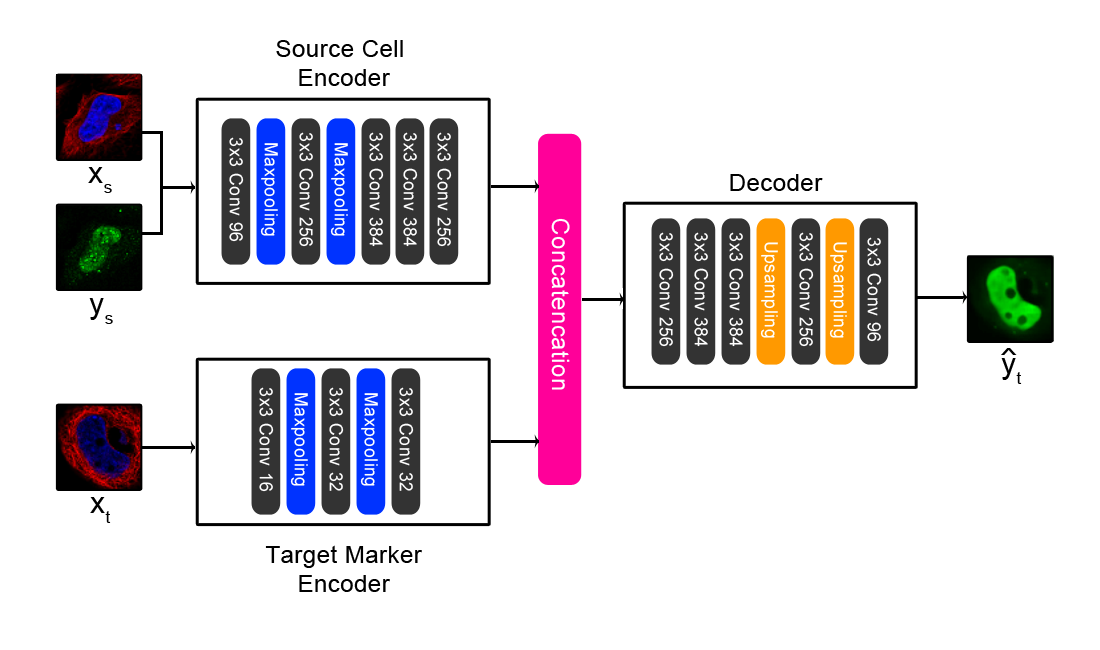 Source Cell
Encoder
x_s
y_s
3x3 Conv 96
Maxpooling
3x3 Conv 256
Maxpooling
3x3 Conv 384
3x3 Conv 384
3x3 Conv 256
x_t
3x3 Conv 16
Maxpooling
3x3 Conv 32
Maxpooling
3x3 Conv 32
Target Marker
Encoder
Concatencation
Decoder
3x3 Conv 256
3x3 Conv 384
3x3 Conv 384
Upsampling
3x3 Conv 256
Upsampling
3x3 Conv 96
ŷ_t